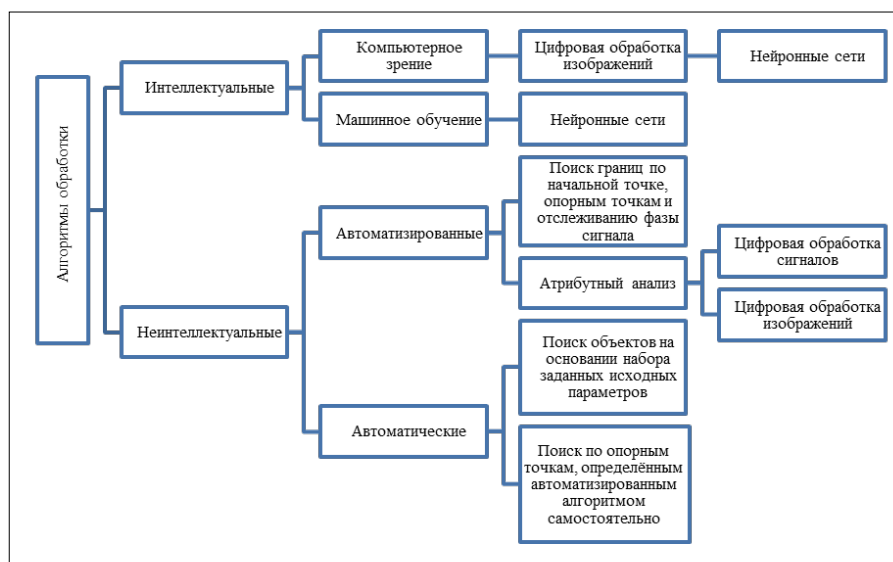 Алгоритмы обработки
Интеллектуальные
Компьютерное
зрение
Цифровая обработка
изображений
Нейронные сети
Машинное обучение
Нейронные сети
Неинтеллектуальные
Автоматизированные
Поиск границ по
начальной точке,
опорным точкам и
отслеживанию фазы
сигнала
Атрибутный анализ
Цифровая обработка
сигналов
Цифровая обработка
изображений
Автоматические
Поиск объектов на
основании набора
заданных исходных
параметров
Поиск по опорным
точкам, определённым
автоматизированным
алгоритмом
самостоятельно